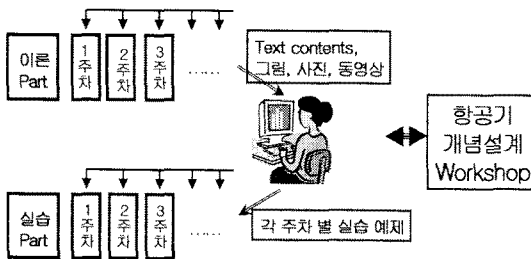 이론
Part
1
주
차
2
주
차
3
주
차
......
Text contents,
그림, 사진, 동영상
항공기
개념설계
Workshop
실습
Part
1
주
차
2
주
차
3
주
차
......
각 주차 별 실습 예제